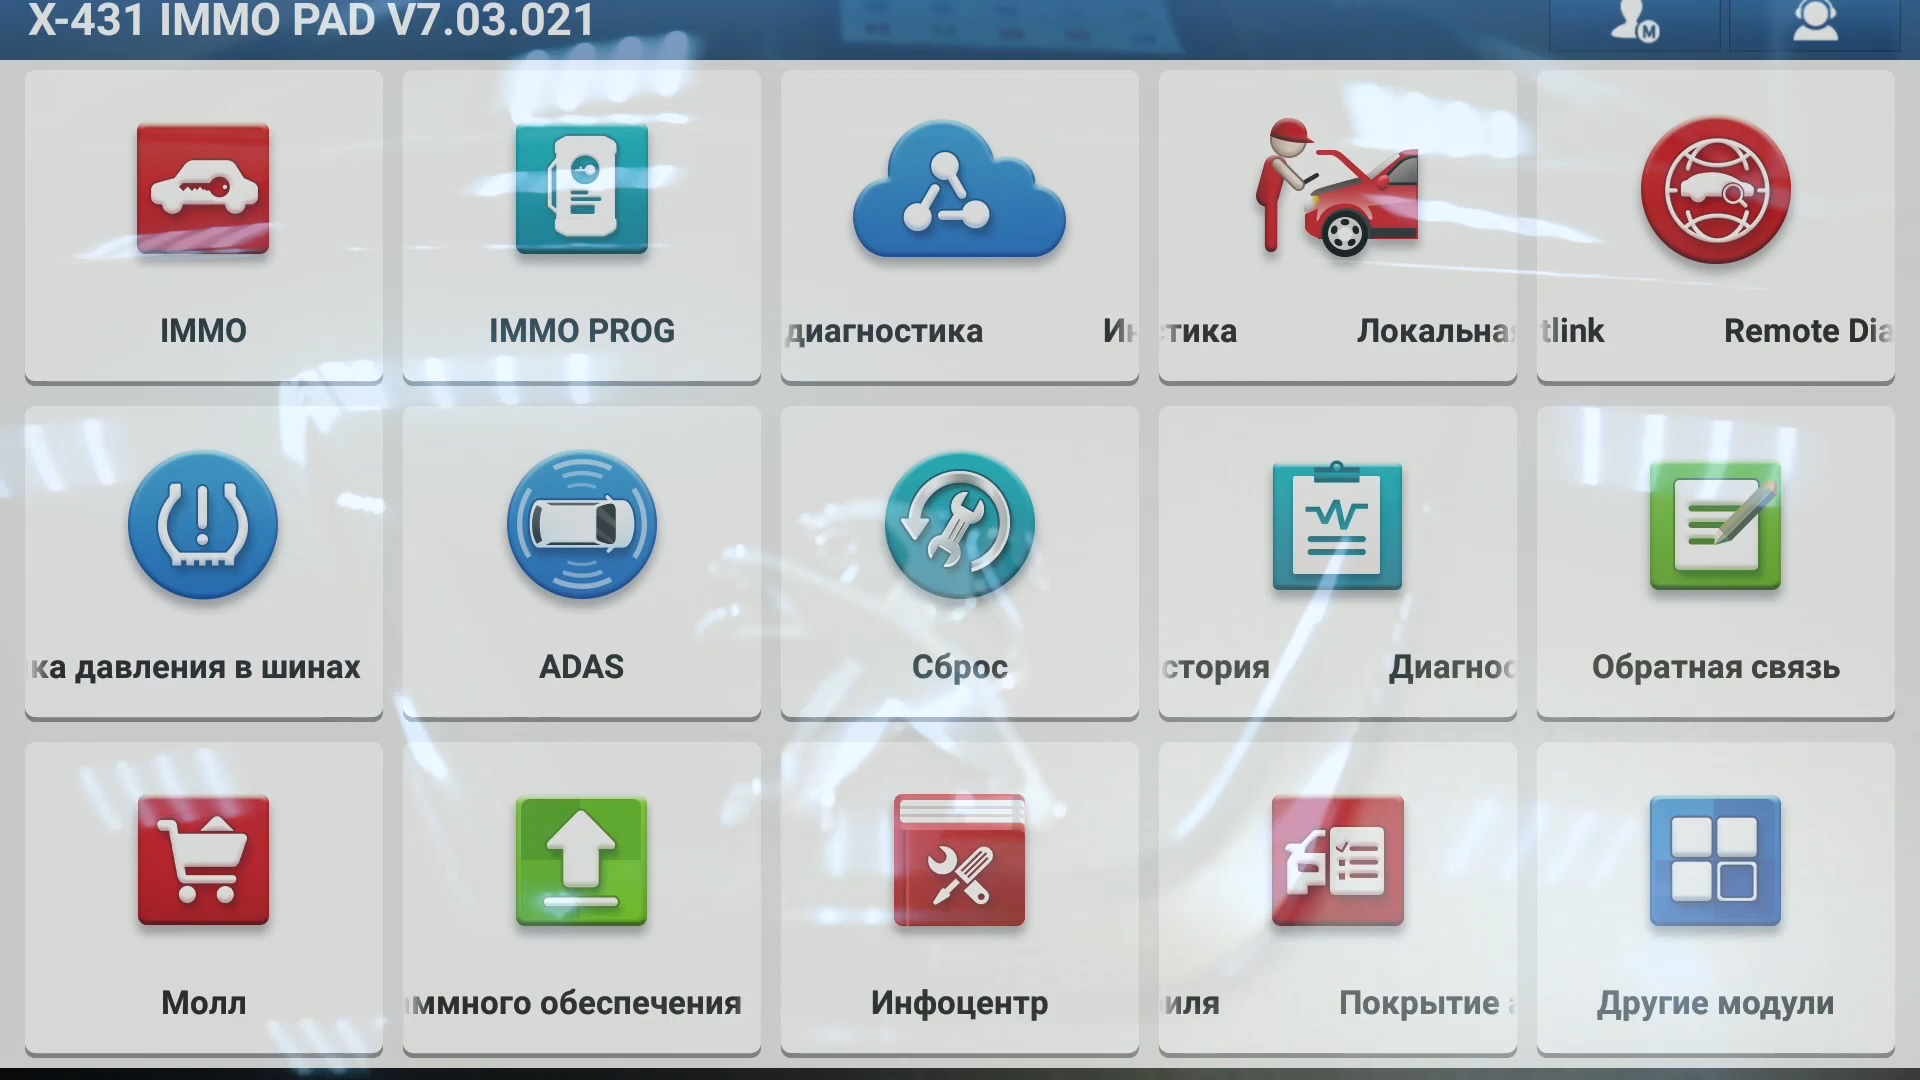 X-431 IMMO PAD V7.03.021
M
IMMO
IMMO PROG
диагностика
тика Локальна
tlink Remote Dia
ка давления в шинах
ADAS
Сброс
стория Диагнос
Обратная связь
Молл
ммного обеспечения
Инфоцентр
иля Покрытие
Другие модули